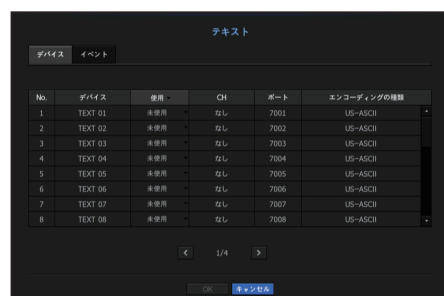 テキスト
デバイス イベント
No. デバイス 使用 CH ポート エンコーディングの種類
1 TEXT 01 未使用 なし 7001 US-ASCII
2 TEXT 02 未使用 なし 7002 US-ASCII
3 TEXT 03 未使用 なし 7003 US-ASCII
4 TEXT 04 未使用 なし 7004 US-ASCII
5 TEXT 05 未使用 なし 7005 US-ASCII
6 TEXT 06 未使用 なし 7006 US-ASCII
7 TEXT 07 未使用 なし 7007 US-ASCII
8 TEXT 08 未使用 なし 7008 US-ASCII
< 1/4 >
OK キャンセル